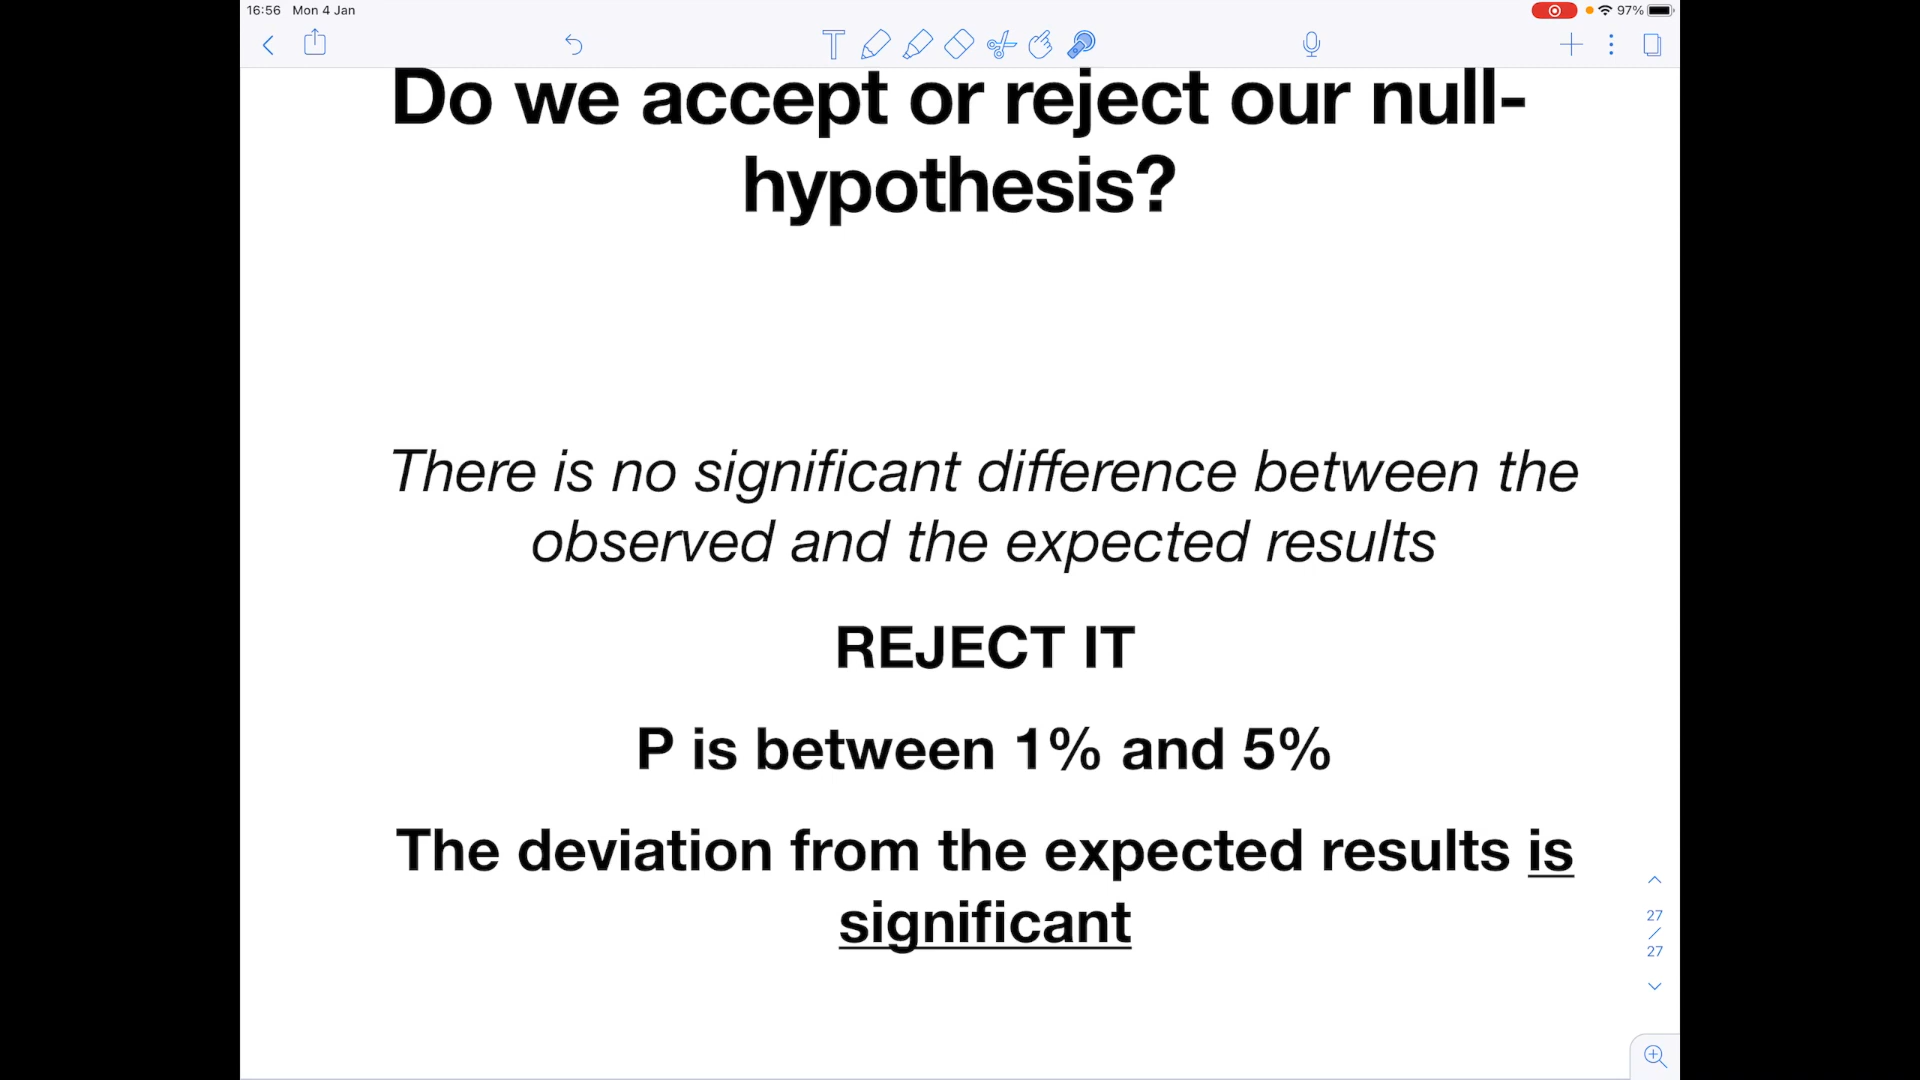 16:56 Mon 4 Jan
97%
Do we accept or reject our null-
hypothesis?
There is no significant difference between the
observed and the expected results
REJECT IT
P is between 1% and 5%
The deviation from the expected results is
significant
27
/
27